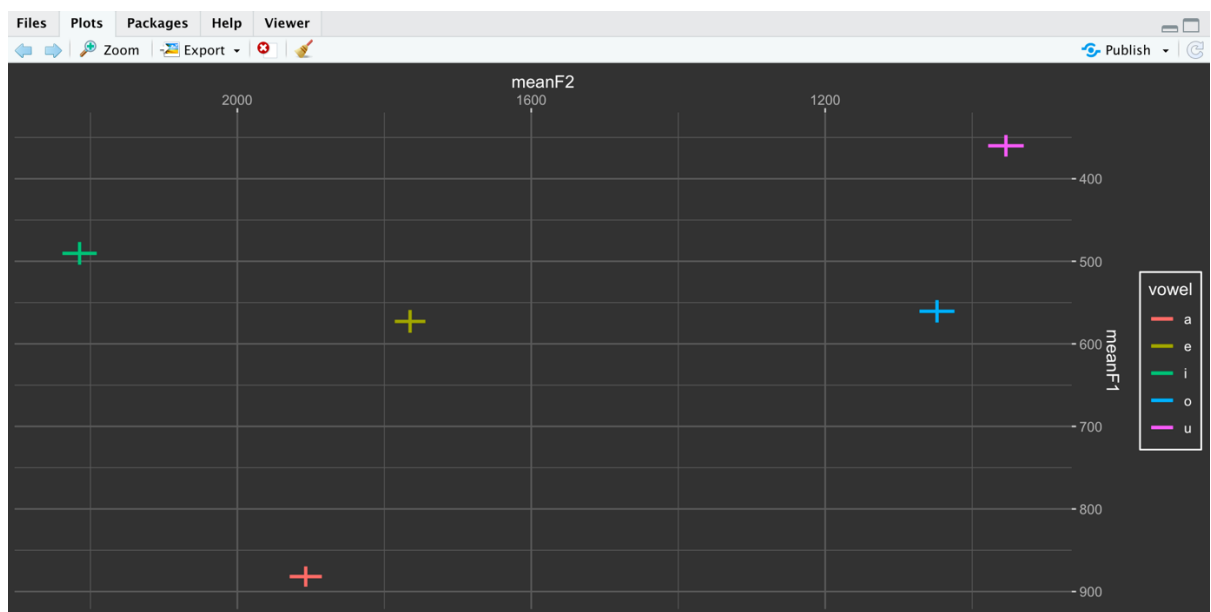 Files Plots Packages Help Viewer
Zoom Export Publish
meanF2
2000 1600 1200
400
500
600
700
800
900
meanF1
vowel
a
e
i
o
u